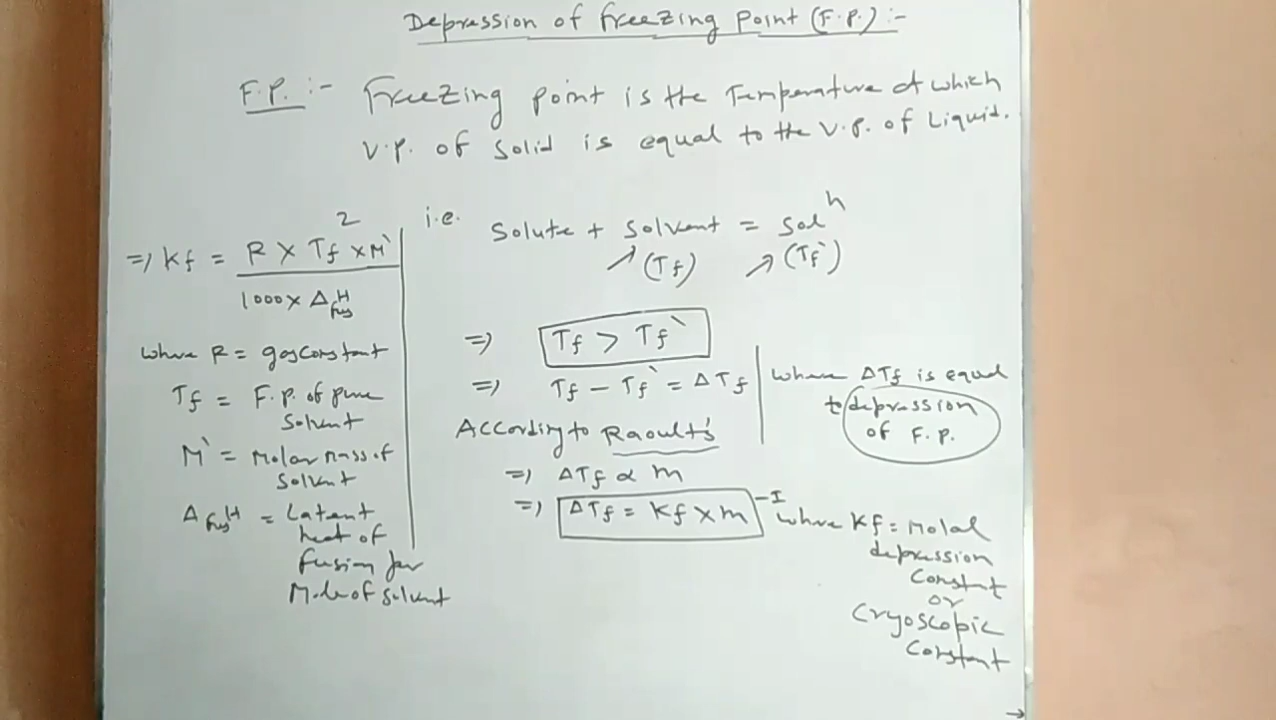 Depression of freezing point (F.P.) :-
F.P. :- Freezing point is the Temperature at which
V.P. of solid is equal to the V.P. of Liquid.
i.e. Solute + solvent = solⁿ
(Tf) (Tf`)
=> Tf > Tf`
=> Tf - Tf` = ΔTf
where ΔTf is equal
to depression
of F.P.
According to Raoult's
=> ΔTf ∝ m
=> ΔTf = Kf x m -I
where Kf = Molal
depression
Constant
or
Cryoscopic
Constant
=> Kf = R x Tf² x M`
1000 x ΔfusH
where R = gas constant
Tf = F.P. of pure
solvent
M` = Molar mass of
solvent
ΔfusH = Latent
heat of
fusion per
Mole of solvent
→